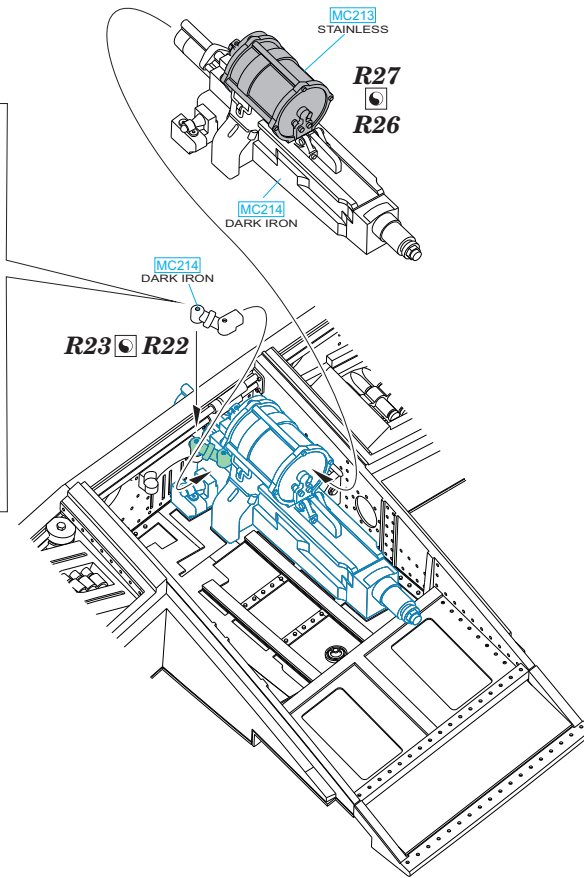 MC213
STAINLESS
R27
R26
MC214
DARK IRON
MC214
DARK IRON
R23 R22